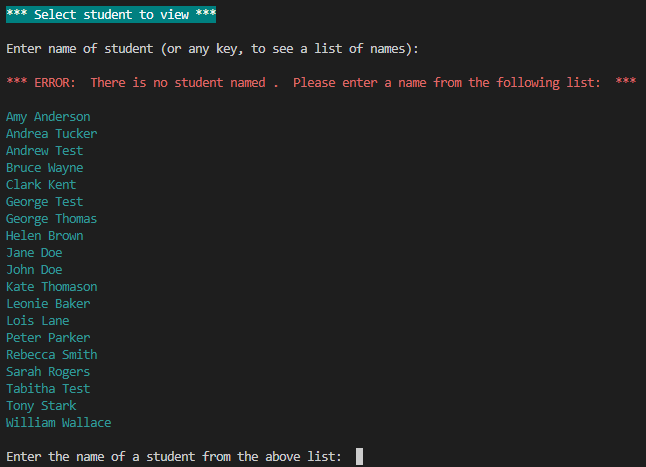 *** Select student to view ***
Enter name of student (or any key, to see a list of names):
*** ERROR:  There is no student named .  Please enter a name from the following list:  ***
Amy Anderson
Andrea Tucker
Andrew Test
Bruce Wayne
Clark Kent
George Test
George Thomas
Helen Brown
Jane Doe
John Doe
Kate Thomason
Leonie Baker
Lois Lane
Peter Parker
Rebecca Smith
Sarah Rogers
Tabitha Test
Tony Stark
William Wallace
Enter the name of a student from the above list: